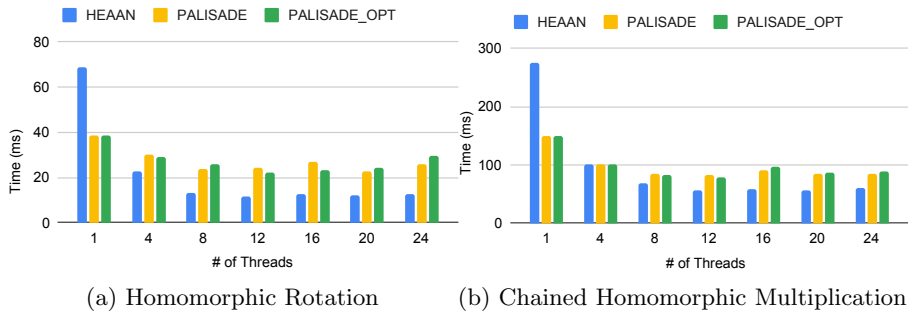 HEAAN PALISADE PALISADE_OPT
80
60
40
20
0
Time (ms)
1 4 8 12 16 20 24
# of Threads
(a) Homomorphic Rotation
HEAAN PALISADE PALISADE_OPT
300
200
100
0
Time (ms)
1 4 8 12 16 20 24
# of Threads
(b) Chained Homomorphic Multiplication